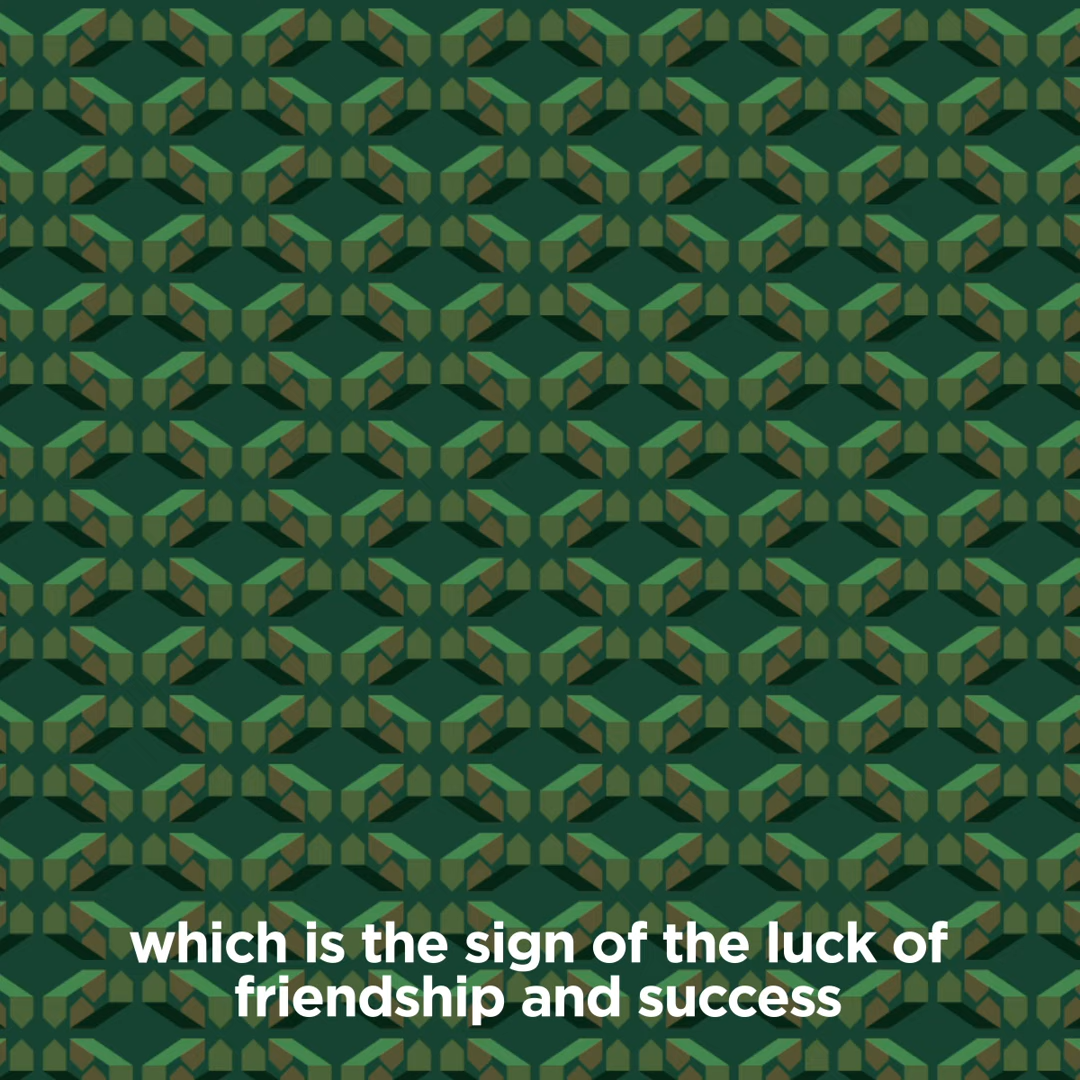 which is the sign of the luck of
friendship and success